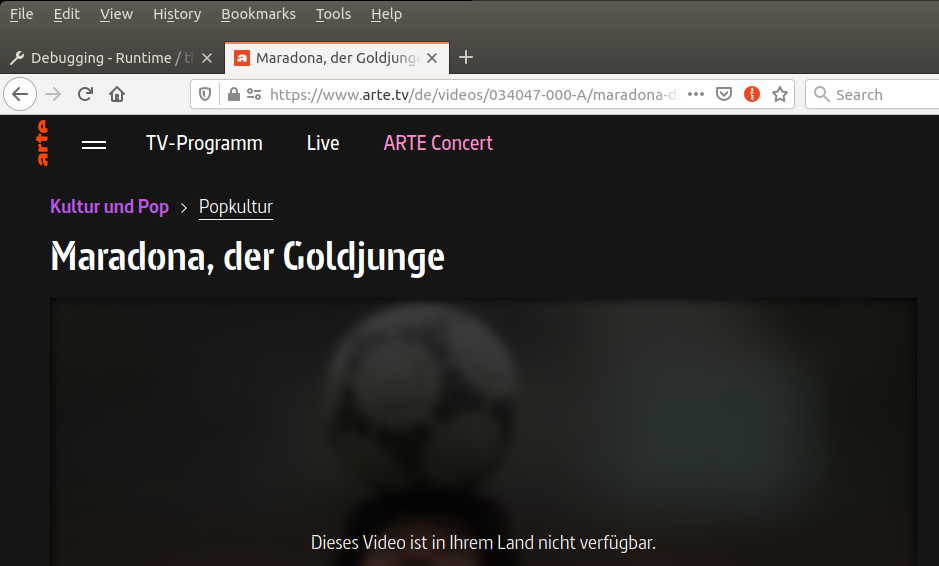 File Edit View History Bookmarks Tools Help
Debugging - Runtime / th
Maradona, der Goldjunge
https://www.arte.tv/de/videos/034047-000-A/maradona-de
Search
arte
TV-Programm Live ARTE Concert
Kultur und Pop > Popkultur
Maradona, der Goldjunge
Dieses Video ist in Ihrem Land nicht verfügbar.